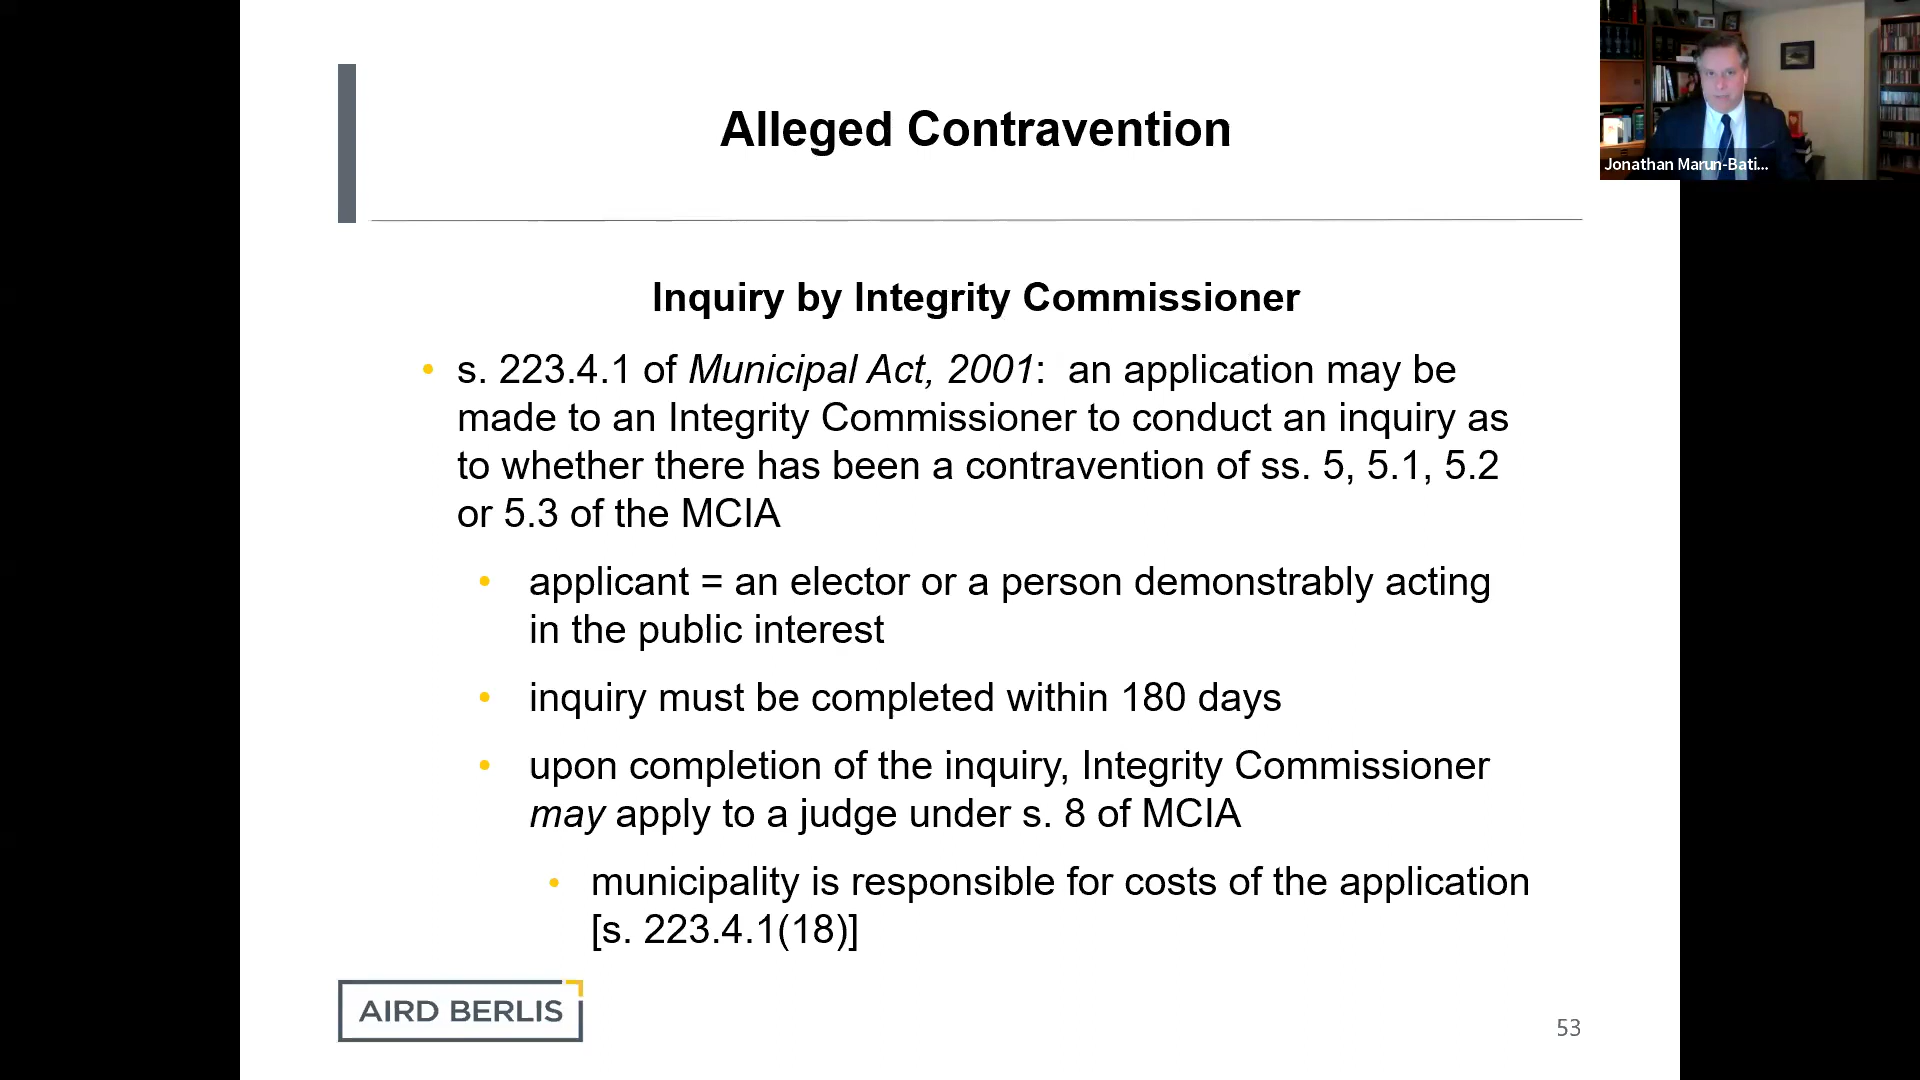 Alleged Contravention
Jonathan Marun-Bati...
Inquiry by Integrity Commissioner
• s. 223.4.1 of Municipal Act, 2001:  an application may be
made to an Integrity Commissioner to conduct an inquiry as
to whether there has been a contravention of ss. 5, 5.1, 5.2
or 5.3 of the MCIA
• applicant = an elector or a person demonstrably acting
in the public interest
• inquiry must be completed within 180 days
• upon completion of the inquiry, Integrity Commissioner
may apply to a judge under s. 8 of MCIA
• municipality is responsible for costs of the application
[s. 223.4.1(18)]
AIRD BERLIS
53